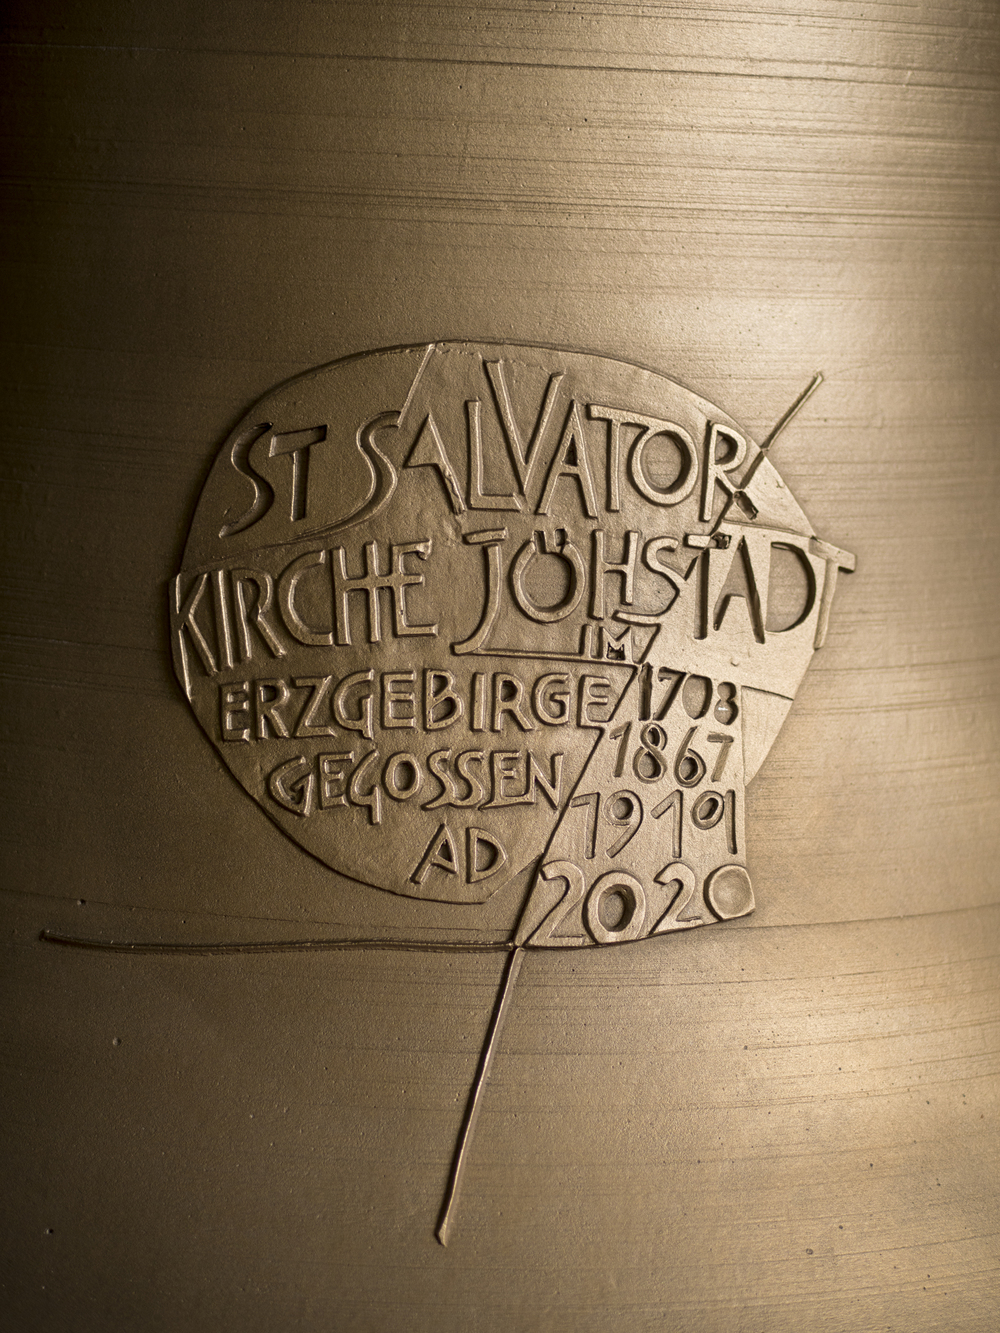 ST SALVATOR
KIRCHE JÖHSTADT
IM
ERZGEBIRGE 1708
1867
GEGOSSEN
1919
AD
2020